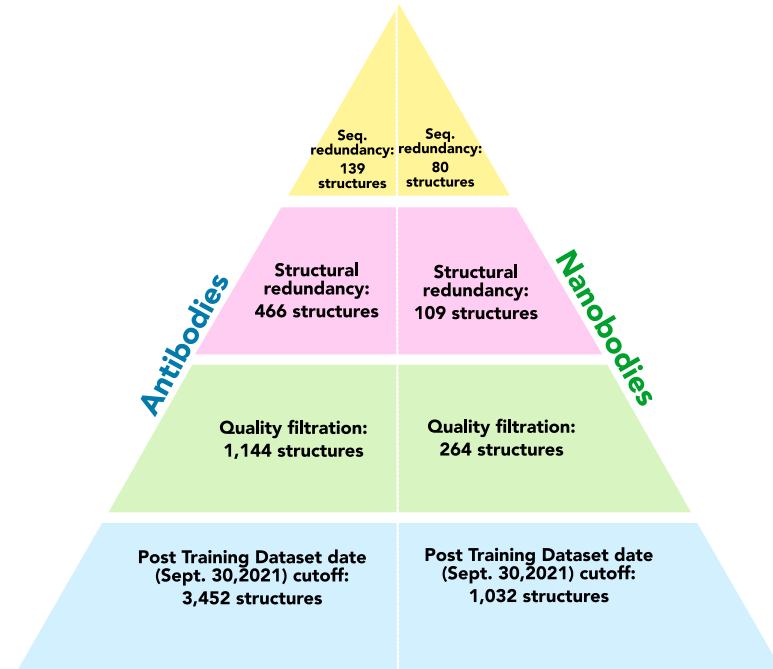 Seq.
redundancy:
139
structures
Seq.
redundancy:
80
structures
Antibodies
Nanobodies
Structural
redundancy:
466 structures
Structural
redundancy:
109 structures
Quality filtration:
1,144 structures
Quality filtration:
264 structures
Post Training Dataset date
(Sept. 30,2021) cutoff:
3,452 structures
Post Training Dataset date
(Sept. 30,2021) cutoff:
1,032 structures